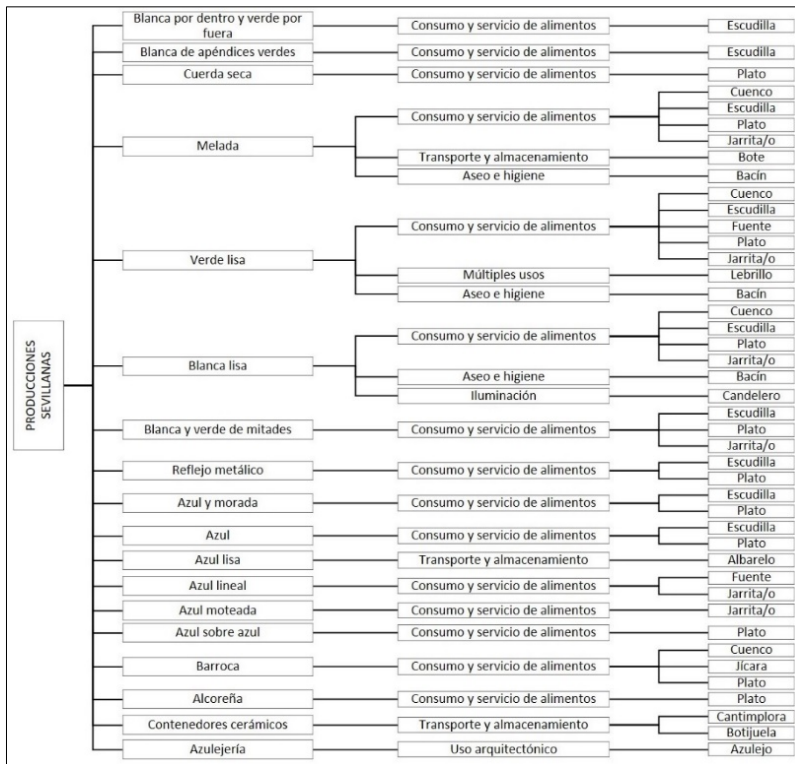 PRODUCCIONES
SEVILLANAS
Blanca por dentro y verde por
fuera
Consumo y servicio de alimentos
Escudilla
Blanca de apéndices verdes
Consumo y servicio de alimentos
Escudilla
Cuerda seca
Consumo y servicio de alimentos
Plato
Melada
Consumo y servicio de alimentos
Cuenco
Escudilla
Plato
Jarrita/o
Transporte y almacenamiento
Bote
Aseo e higiene
Bacín
Verde lisa
Consumo y servicio de alimentos
Cuenco
Escudilla
Fuente
Plato
Jarrita/o
Múltiples usos
Lebrillo
Aseo e higiene
Bacín
Blanca lisa
Consumo y servicio de alimentos
Cuenco
Escudilla
Plato
Jarrita/o
Aseo e higiene
Bacín
Iluminación
Candelero
Blanca y verde de mitades
Consumo y servicio de alimentos
Escudilla
Plato
Jarrita/o
Reflejo metálico
Consumo y servicio de alimentos
Escudilla
Plato
Azul y morada
Consumo y servicio de alimentos
Escudilla
Plato
Azul
Consumo y servicio de alimentos
Escudilla
Plato
Azul lisa
Transporte y almacenamiento
Albarelo
Azul lineal
Consumo y servicio de alimentos
Fuente
Jarrita/o
Azul moteada
Consumo y servicio de alimentos
Jarrita/o
Azul sobre azul
Consumo y servicio de alimentos
Plato
Barroca
Consumo y servicio de alimentos
Cuenco
Jícara
Plato
Alcoreña
Consumo y servicio de alimentos
Plato
Contenedores cerámicos
Transporte y almacenamiento
Cantimplora
Botijuela
Azulejería
Uso arquitectónico
Azulejo